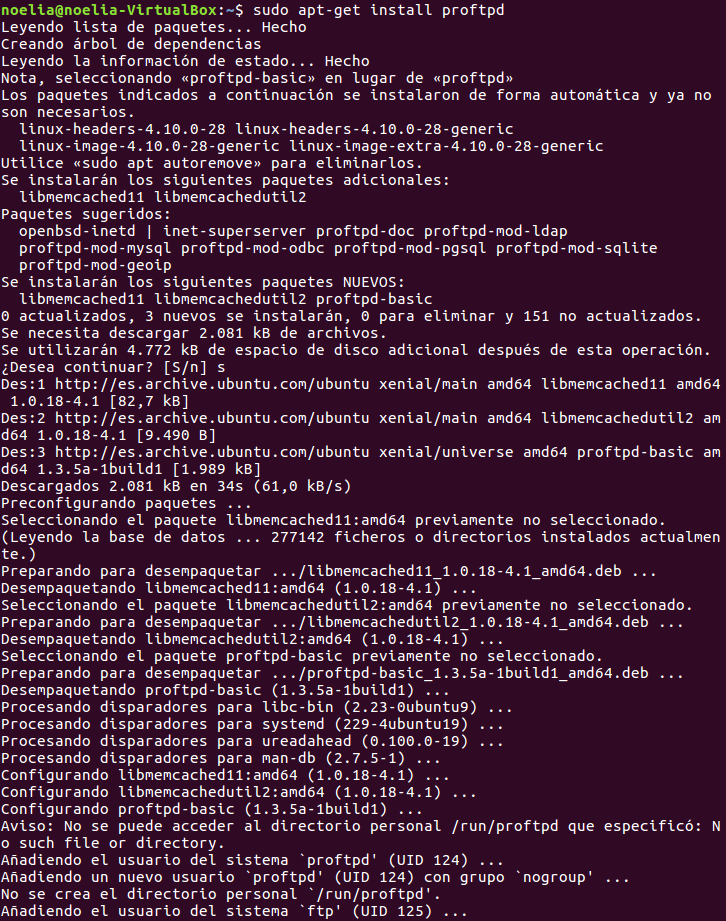 noelia@noelia-VirtualBox:~$ sudo apt-get install proftpd
Leyendo lista de paquetes... Hecho
Creando árbol de dependencias
Leyendo la información de estado... Hecho
Nota, seleccionando «proftpd-basic» en lugar de «proftpd»
Los paquetes indicados a continuación se instalaron de forma automática y ya no
son necesarios.
  linux-headers-4.10.0-28 linux-headers-4.10.0-28-generic
  linux-image-4.10.0-28-generic linux-image-extra-4.10.0-28-generic
Utilice «sudo apt autoremove» para eliminarlos.
Se instalarán los siguientes paquetes adicionales:
  libmemcached11 libmemcachedutil2
Paquetes sugeridos:
  openbsd-inetd | inet-superserver proftpd-doc proftpd-mod-ldap
  proftpd-mod-mysql proftpd-mod-odbc proftpd-mod-pgsql proftpd-mod-sqlite
  proftpd-mod-geoip
Se instalarán los siguientes paquetes NUEVOS:
  libmemcached11 libmemcachedutil2 proftpd-basic
0 actualizados, 3 nuevos se instalarán, 0 para eliminar y 151 no actualizados.
Se necesita descargar 2.081 kB de archivos.
Se utilizarán 4.772 kB de espacio de disco adicional después de esta operación.
¿Desea continuar? [S/n] s
Des:1 http://es.archive.ubuntu.com/ubuntu xenial/main amd64 libmemcached11 amd64
 1.0.18-4.1 [82,7 kB]
Des:2 http://es.archive.ubuntu.com/ubuntu xenial/main amd64 libmemcachedutil2 am
d64 1.0.18-4.1 [9.490 B]
Des:3 http://es.archive.ubuntu.com/ubuntu xenial/universe amd64 proftpd-basic am
d64 1.3.5a-1build1 [1.989 kB]
Descargados 2.081 kB en 34s (61,0 kB/s)
Preconfigurando paquetes ...
Seleccionando el paquete libmemcached11:amd64 previamente no seleccionado.
(Leyendo la base de datos ... 277142 ficheros o directorios instalados actualmen
te.)
Preparando para desempaquetar .../libmemcached11_1.0.18-4.1_amd64.deb ...
Desempaquetando libmemcached11:amd64 (1.0.18-4.1) ...
Seleccionando el paquete libmemcachedutil2:amd64 previamente no seleccionado.
Preparando para desempaquetar .../libmemcachedutil2_1.0.18-4.1_amd64.deb ...
Desempaquetando libmemcachedutil2:amd64 (1.0.18-4.1) ...
Seleccionando el paquete proftpd-basic previamente no seleccionado.
Preparando para desempaquetar .../proftpd-basic_1.3.5a-1build1_amd64.deb ...
Desempaquetando proftpd-basic (1.3.5a-1build1) ...
Procesando disparadores para libc-bin (2.23-0ubuntu9) ...
Procesando disparadores para systemd (229-4ubuntu19) ...
Procesando disparadores para ureadahead (0.100.0-19) ...
Procesando disparadores para man-db (2.7.5-1) ...
Configurando libmemcached11:amd64 (1.0.18-4.1) ...
Configurando libmemcachedutil2:amd64 (1.0.18-4.1) ...
Configurando proftpd-basic (1.3.5a-1build1) ...
Aviso: No se puede acceder al directorio personal /run/proftpd que especificó: N
o such file or directory.
Añadiendo el usuario del sistema `proftpd' (UID 124) ...
Añadiendo un nuevo usuario `proftpd' (UID 124) con grupo `nogroup' ...
No se crea el directorio personal `/run/proftpd'.
Añadiendo el usuario del sistema `ftp' (UID 125) ...